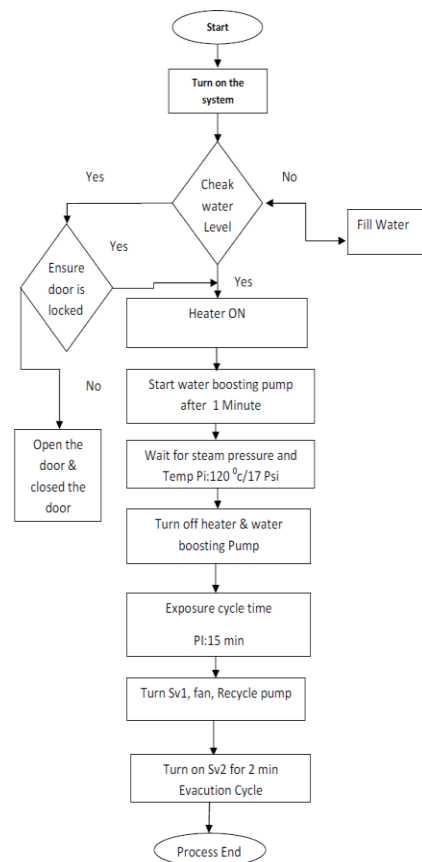 Start
Turn on the
system
Yes
No
Cheak
water
Level
Fill Water
Yes
Ensure
door is
locked
Yes
Heater ON
No
Start water boosting pump
after 1 Minute
Open the
door &
closed the
door
Wait for steam pressure and
Temp Pi:120 ⁰c/17 Psi
Turn off heater & water
boosting Pump
Exposure cycle time
PI:15 min
Turn Sv1, fan, Recycle pump
Turn on Sv2 for 2 min
Evacution Cycle
Process End